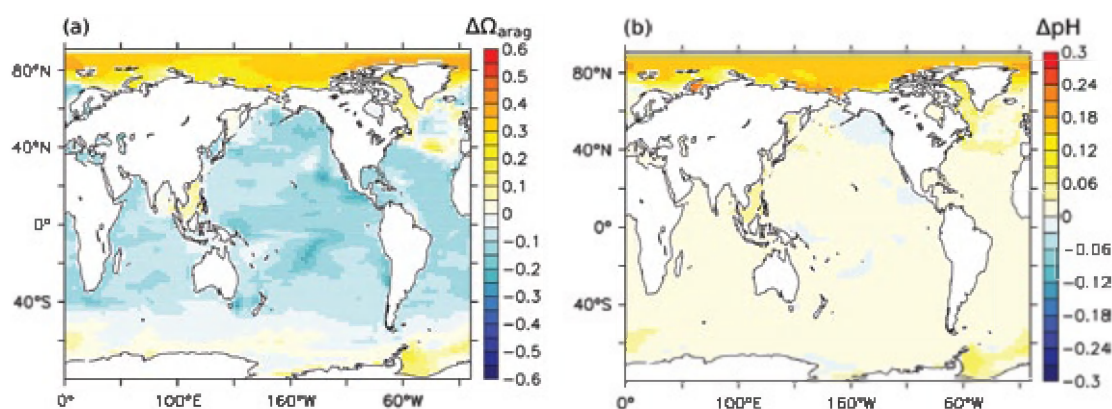 (a)
ΔΩarag
80°N
40°N
0°
40°S
0°
100°E
160°W
60°W
0.6
0.5
0.4
0.3
0.2
0.1
0
−0.1
−0.2
−0.3
−0.4
−0.5
−0.6
(b)
ΔpH
80°N
40°N
0°
40°S
0°
100°E
160°W
60°W
0.3
0.24
0.18
0.12
0.06
0
−0.06
−0.12
−0.18
−0.24
−0.3